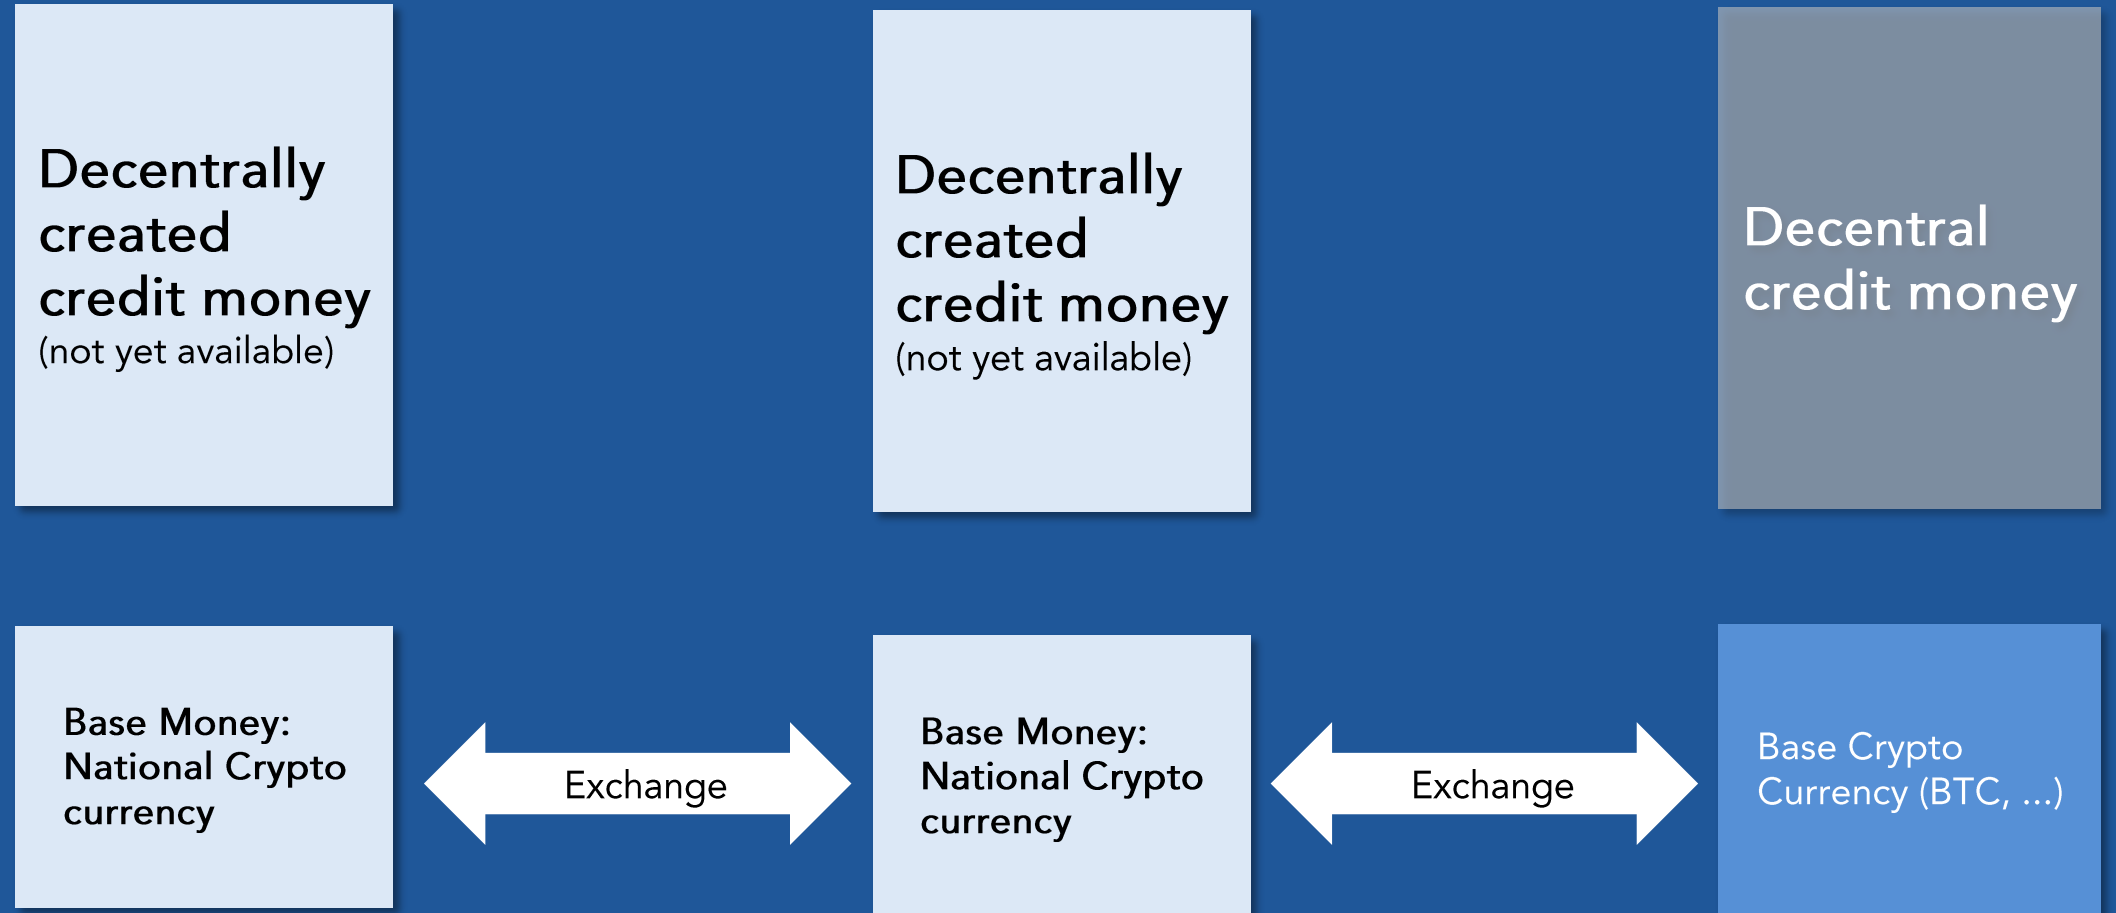 Decentrally
created
credit money
(not yet available)
Decentrally
created
credit money
(not yet available)
Decentral
credit money
Base Money:
National Crypto
currency
Exchange
Base Money:
National Crypto
currency
Exchange
Base Crypto
Currency (BTC, ...)